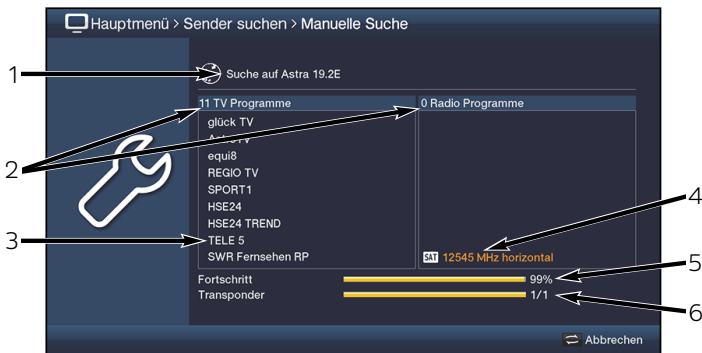 Hauptmenü > Sender suchen > Manuelle Suche
1
Suche auf Astra 19.2E
11 TV Programme
0 Radio Programme
2
glück TV
equi8
REGIO TV
SPORT1
HSE24
HSE24 TREND
3
TELE 5
SWR Fernsehen RP
4
SAT 12545 MHz horizontal
Fortschritt 99%
5
Transponder 1/1
6
Abbrechen